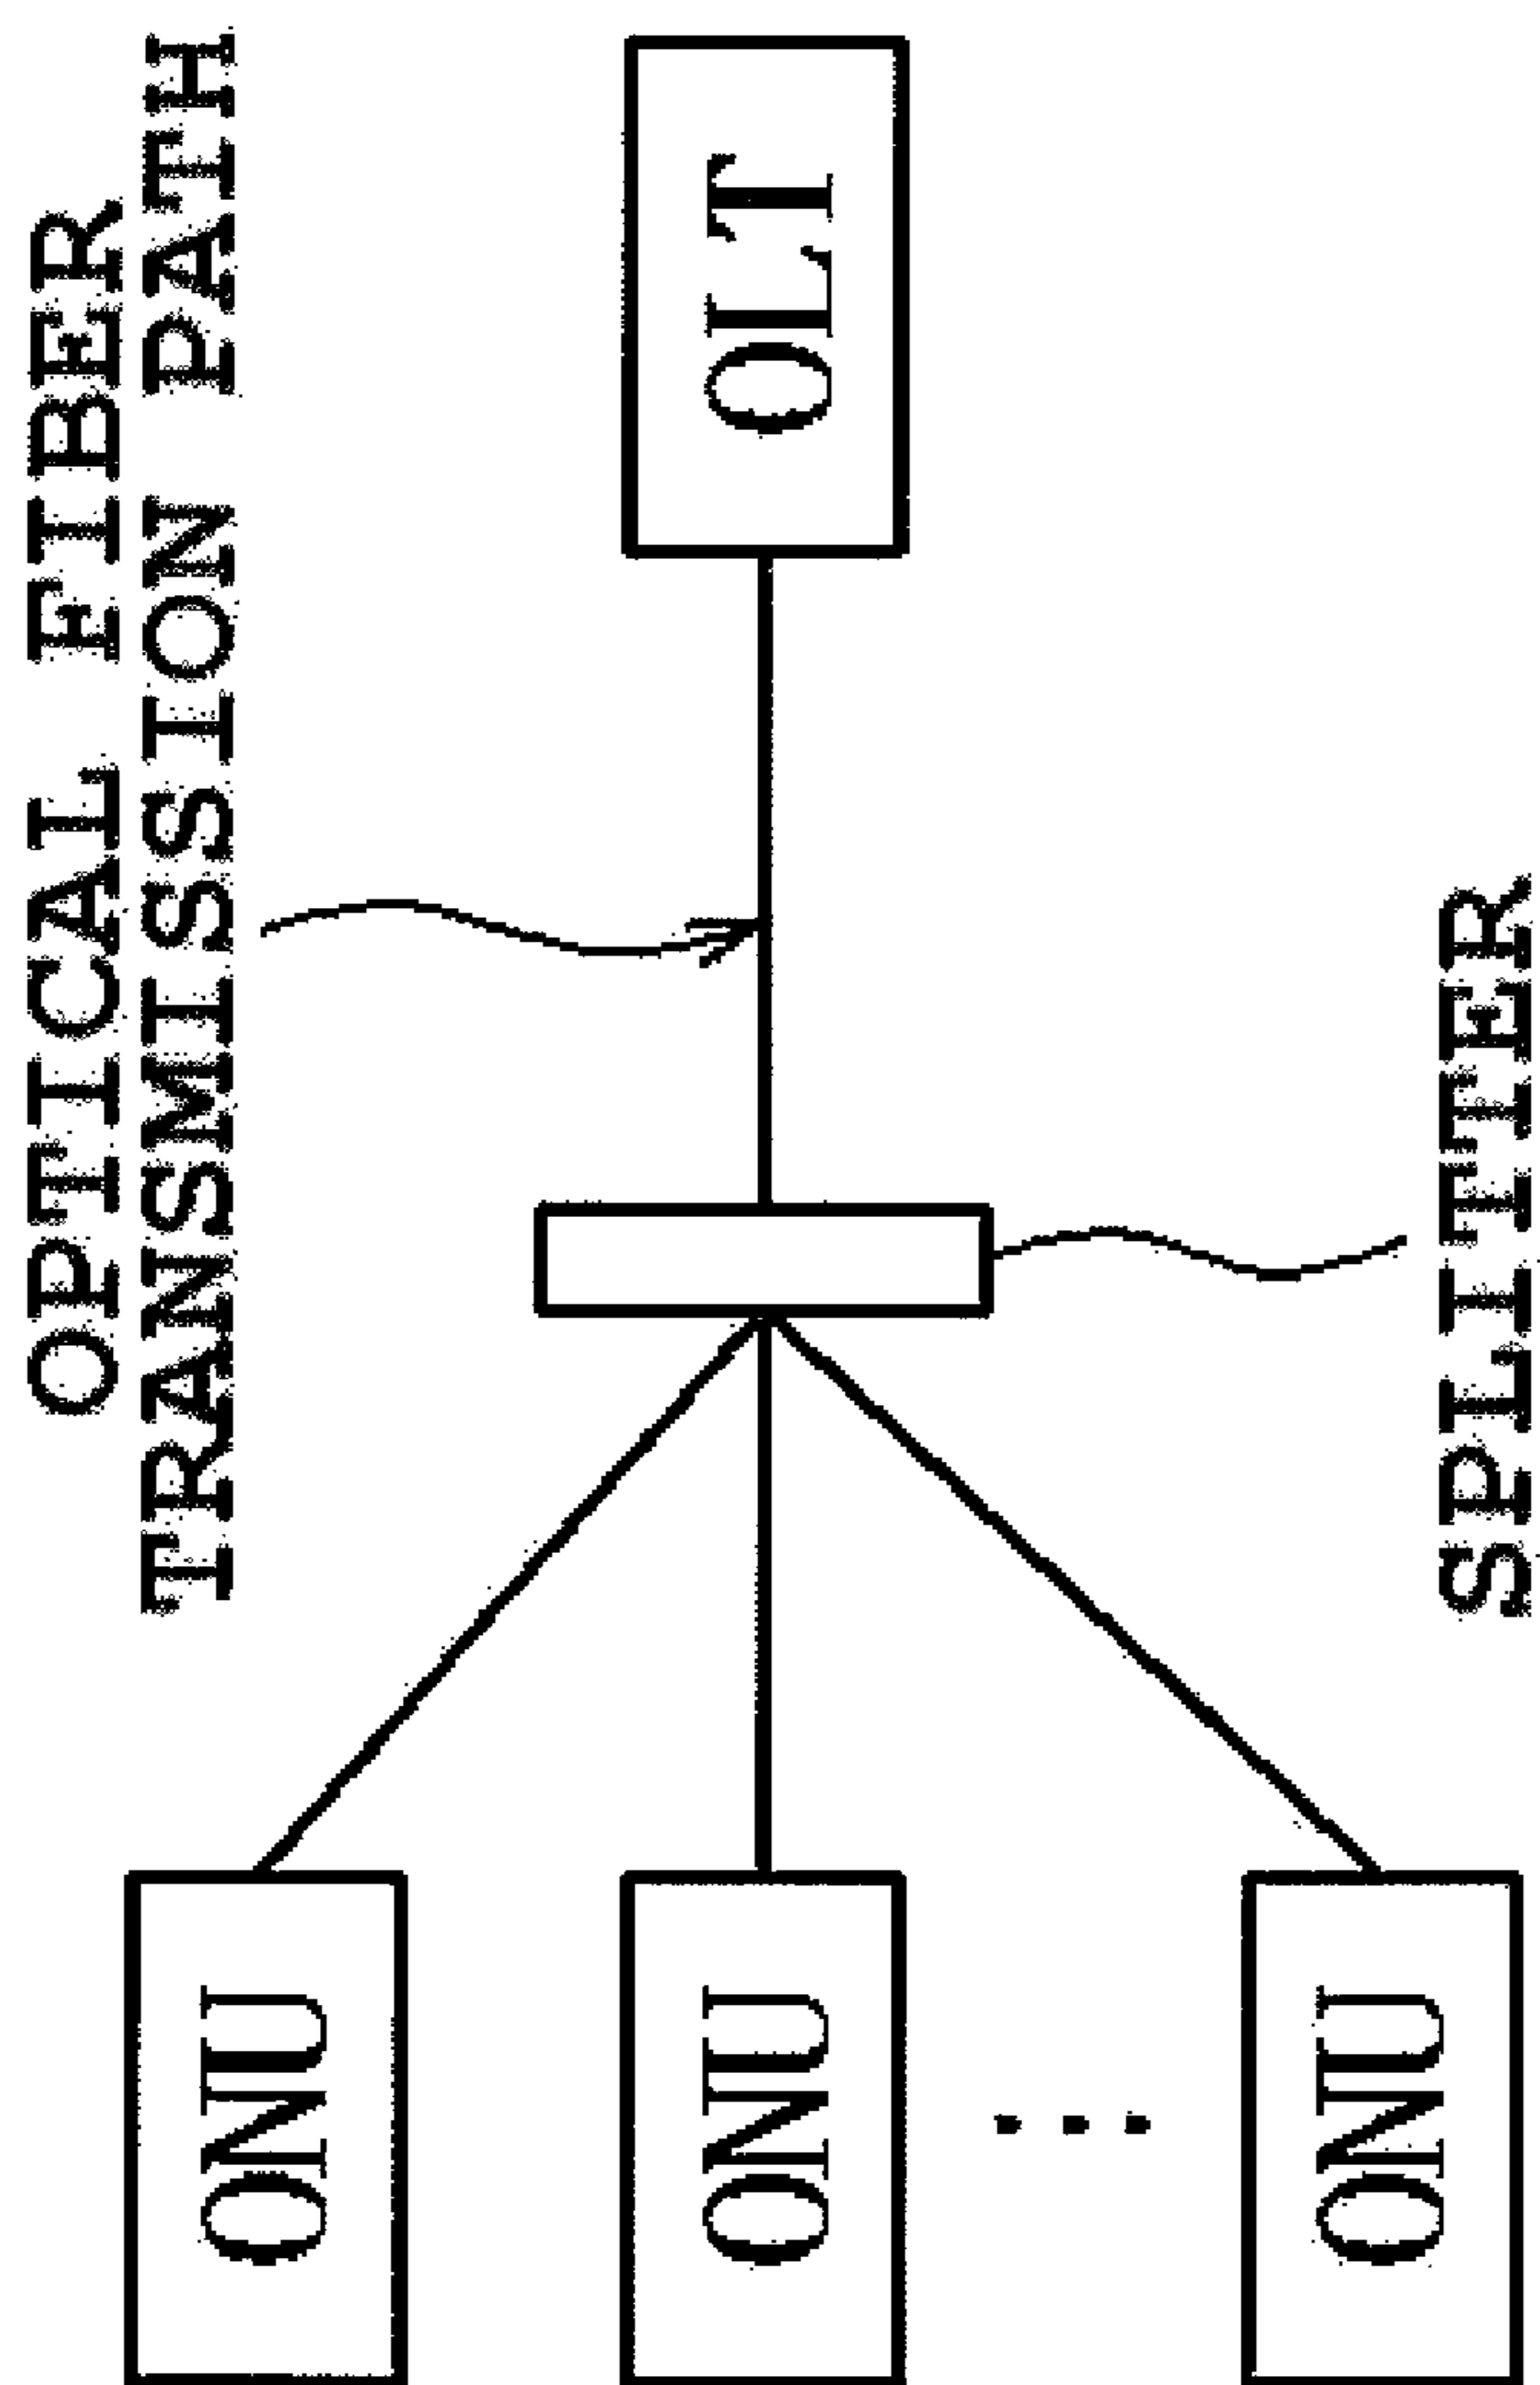 OPTICAL FIBER
TRANSMISSION PATH
ONU
ONU
ONU
OLT
SPLITTER